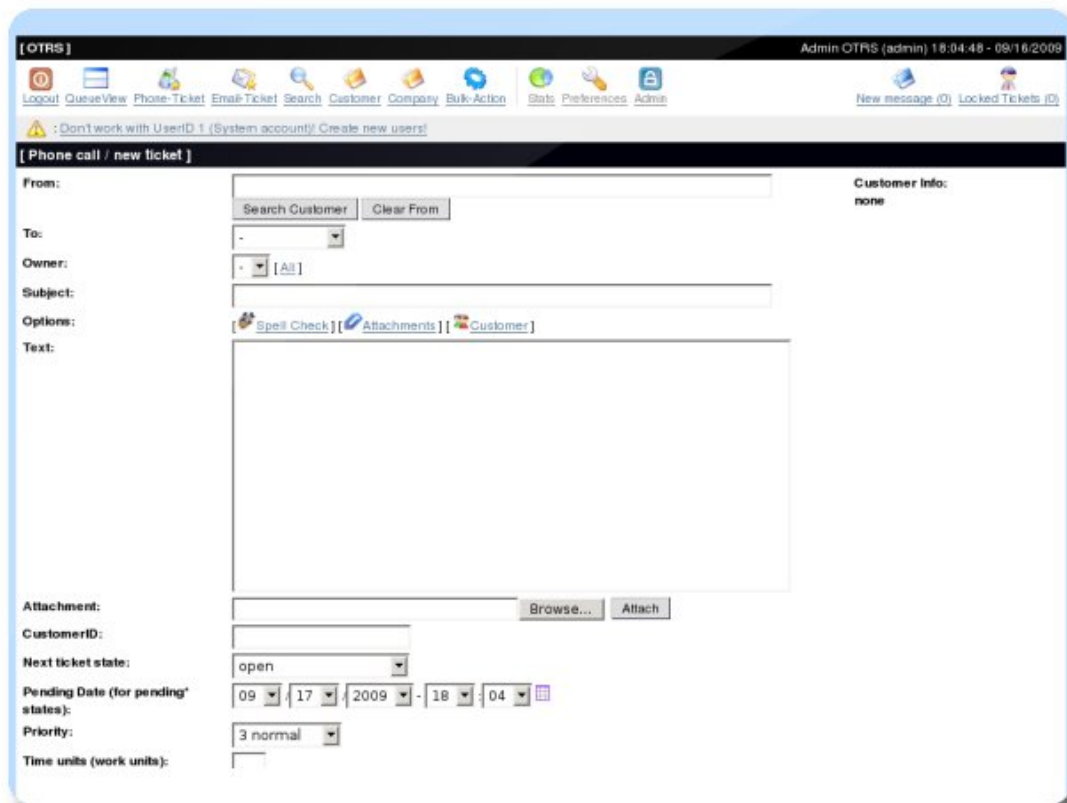 [ OTRS ] Admin OTRS (admin) 18:04:48 - 09/16/2009
Logout QueueView Phone-Ticket Email-Ticket Search Customer Company Bulk-Action Stats Preferences Admin New message (0) Locked Tickets (0)
: Don't work with UserID 1 (System account)! Create new users!
[ Phone call / new ticket ]
From: Customer Info:
none
Search Customer Clear From
To: -
Owner: - [ All ]
Subject:
Options: [ Spell Check ] [ Attachments ] [ Customer ]
Text:
Attachment: Browse... Attach
CustomerID:
Next ticket state: open
Pending Date (for pending* states): 09 / 17 / 2009 - 18 : 04
Priority: 3 normal
Time units (work units):